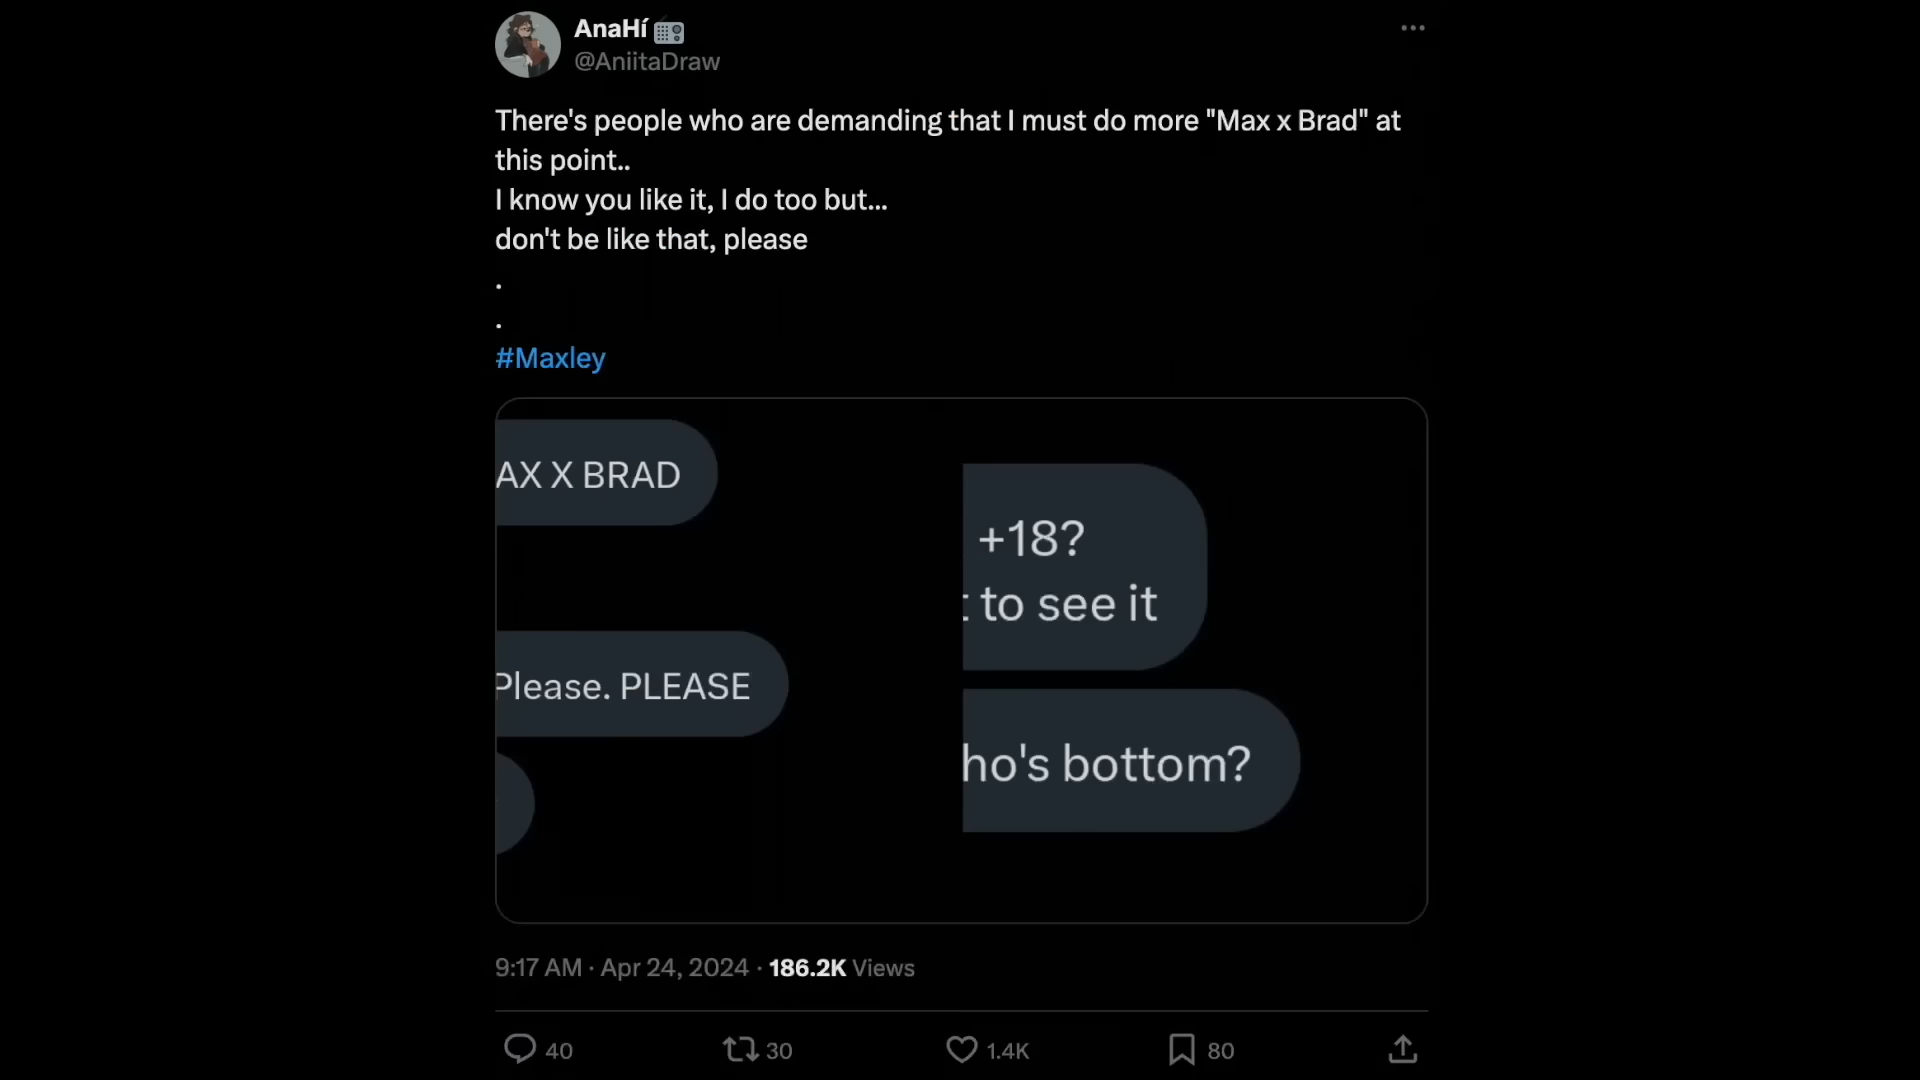 AnaHí
@AniitaDraw
There's people who are demanding that I must do more "Max x Brad" at
this point..
I know you like it, I do too but...
don't be like that, please
.
.
#Maxley
AX X BRAD
Please. PLEASE
+18?
t to see it
ho's bottom?
9:17 AM · Apr 24, 2024 · 186.2K Views
40 30 1.4K 80